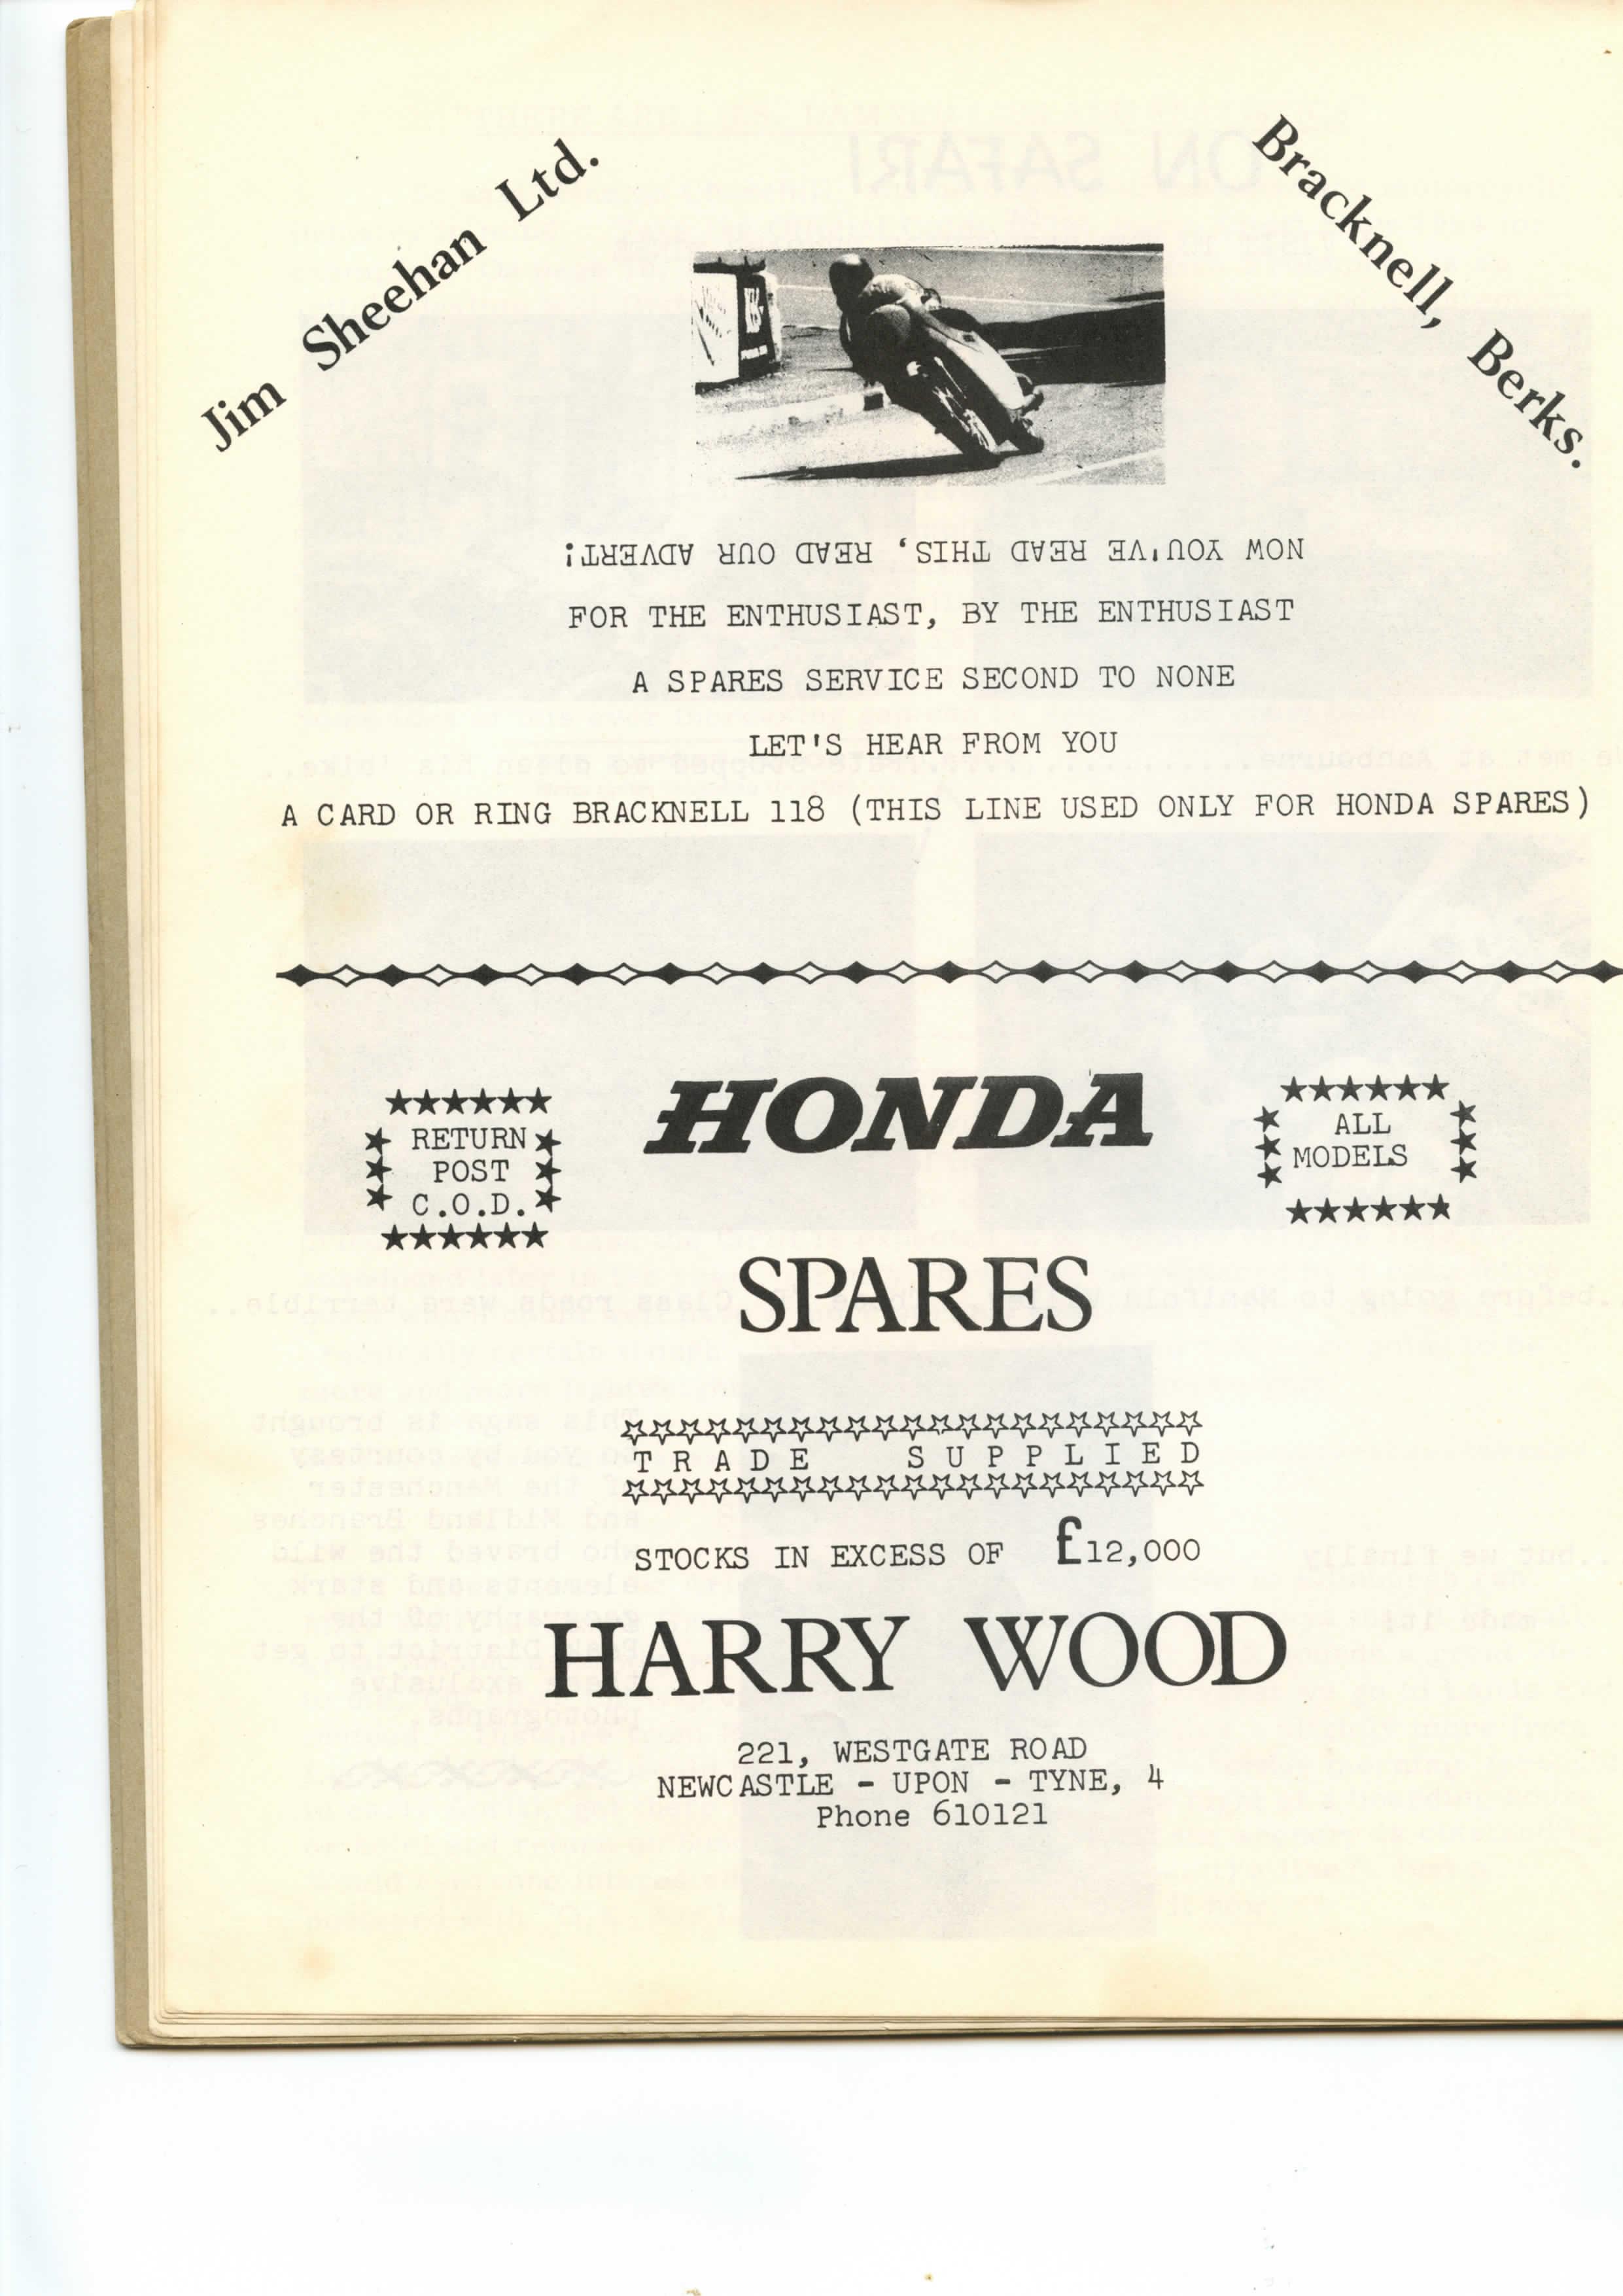 Jim Sheehan Ltd.
Bracknell, Berks.
NOW YOU'VE READ THIS, READ OUR ADVERT!
FOR THE ENTHUSIAST, BY THE ENTHUSIAST
A SPARES SERVICE SECOND TO NONE
LET'S HEAR FROM YOU
A CARD OR RING BRACKNELL 118 (THIS LINE USED ONLY FOR HONDA SPARES)
RETURN
POST
C.O.D.
HONDA
ALL
MODELS
SPARES
TRADE SUPPLIED
STOCKS IN EXCESS OF £12,000
HARRY WOOD
221, WESTGATE ROAD
NEWCASTLE - UPON - TYNE, 4
Phone 610121